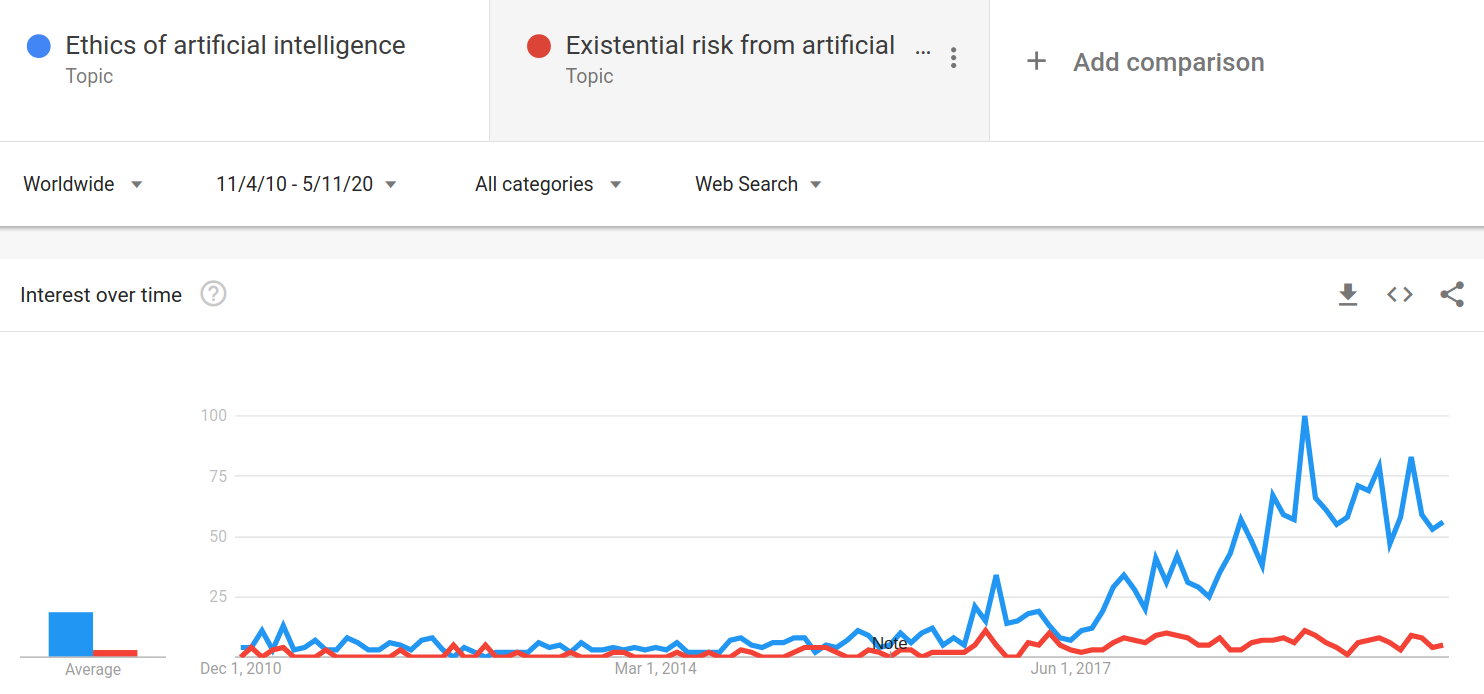 Ethics of artificial intelligence
Topic
Existential risk from artificial ...
Topic
+ Add comparison
Worldwide
11/4/10 - 5/11/20
All categories
Web Search
Interest over time
?
100
75
50
25
Note
Average
Dec 1, 2010
Mar 1, 2014
Jun 1, 2017